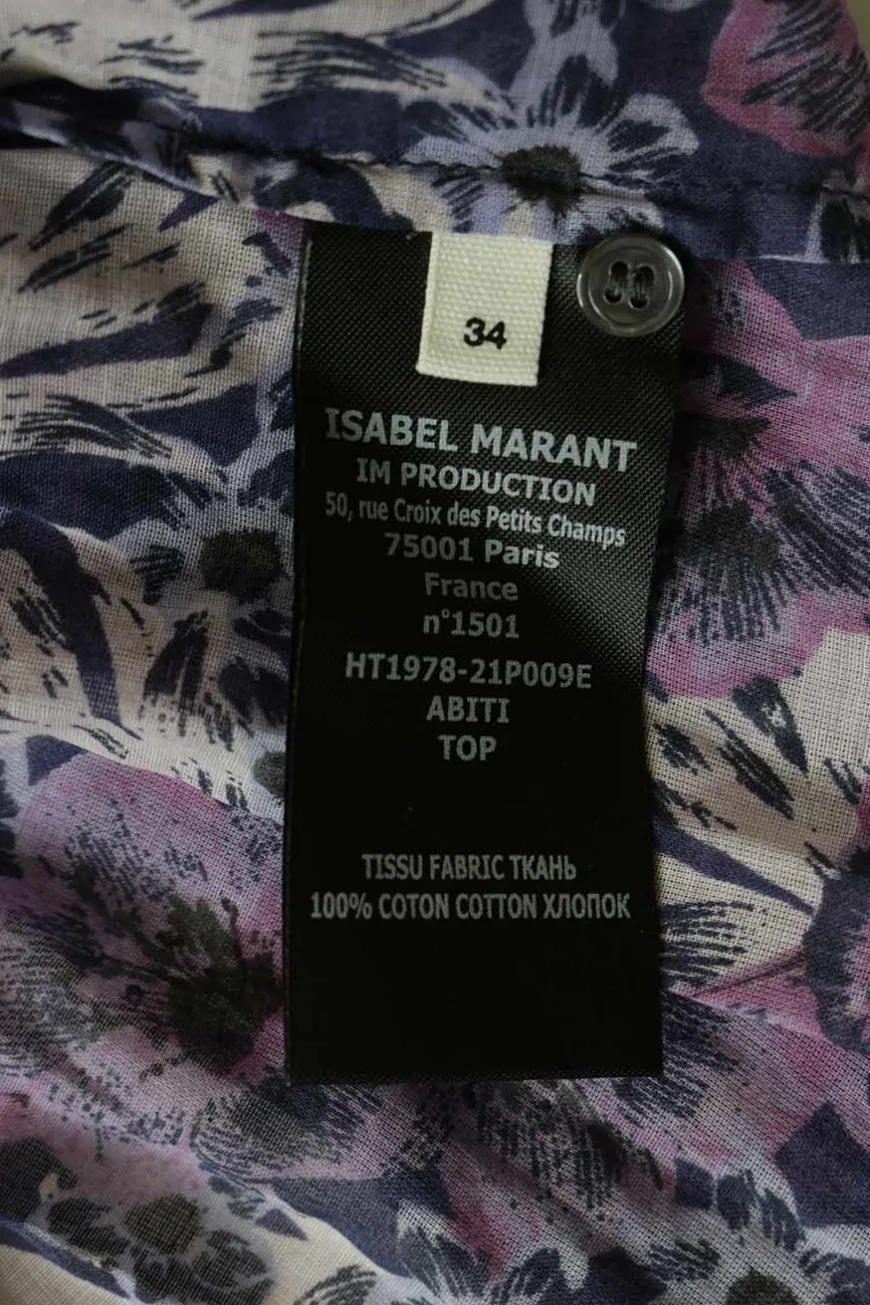 34
ISABEL MARANT
IM PRODUCTION
50, rue Croix des Petits Champs
75001 Paris
France
n°1501
HT1978-21P009E
ABITI
TOP
TISSU FABRIC ТКАНЬ
100% COTON COTTON ХЛОПОК